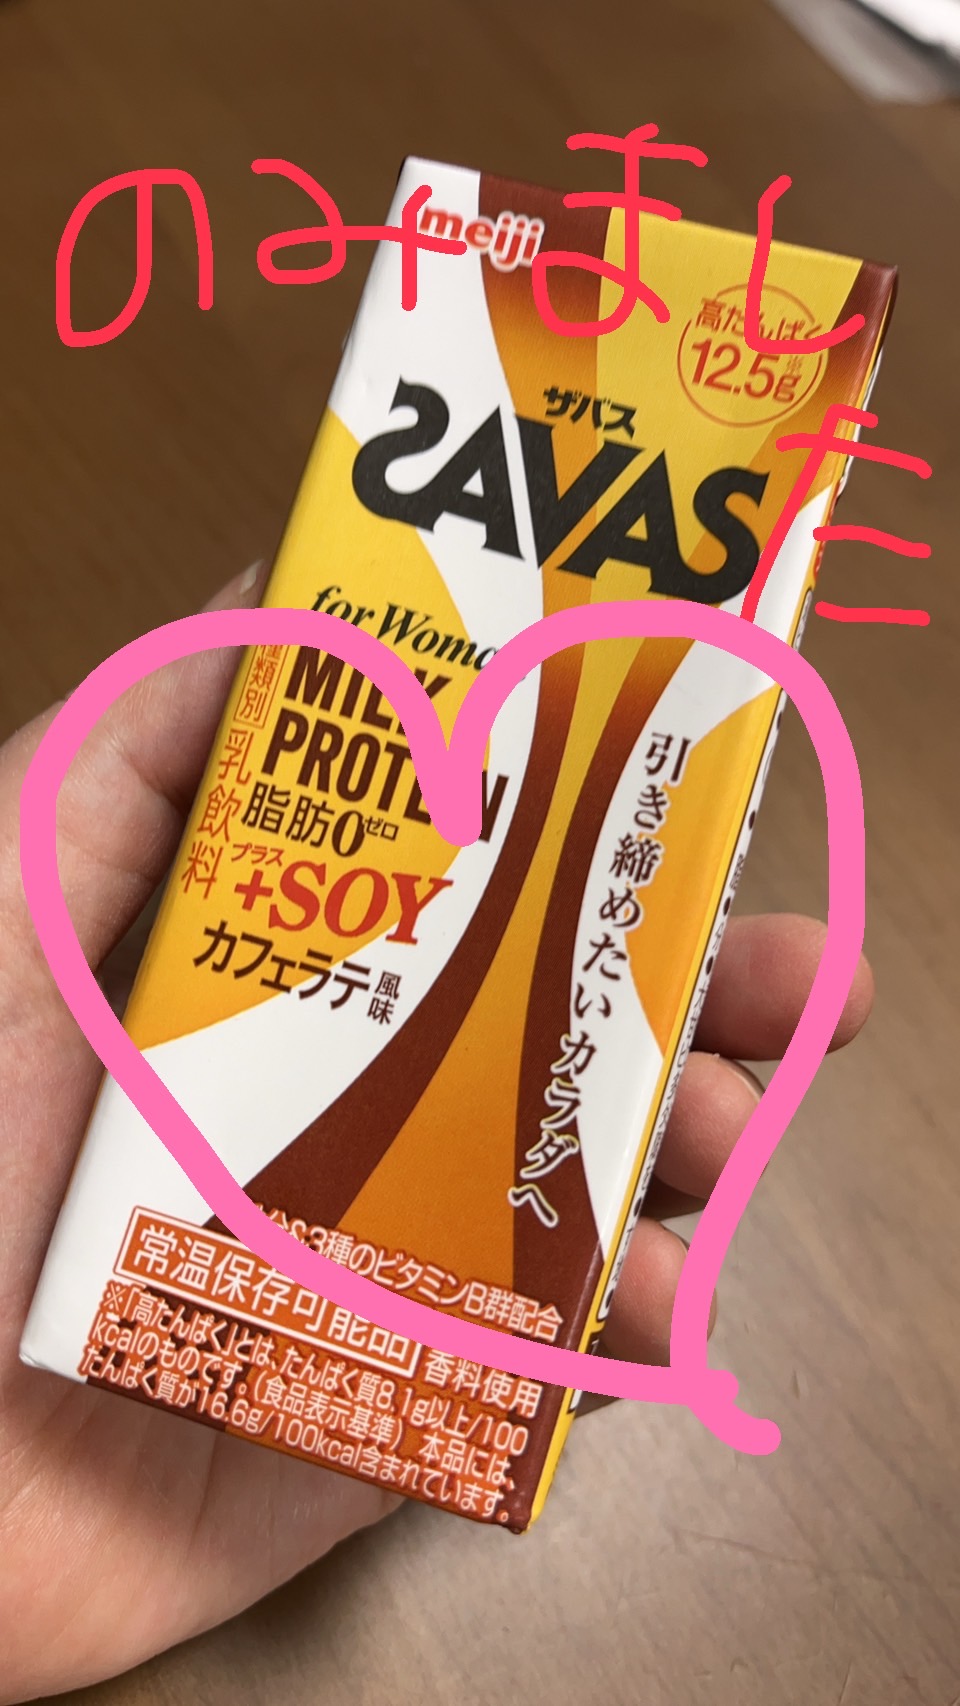 のみました
meiji
高たんぱく
12.5g※
ザバス
SAVAS
for Woma
MILK
PROTEIN
脂肪0ゼロ
プラス
+SOY
カフェラテ風味
種類別 乳飲料
引き締めたいカラダへ
3種のビタミンB群配合
常温保存可能品 香料使用
※「高たんぱく」とは、たんぱく質8.1g以上/100
kcalのものです。(食品表示基準) 本品には、
たんぱく質が16.6g/100kcal含まれています。